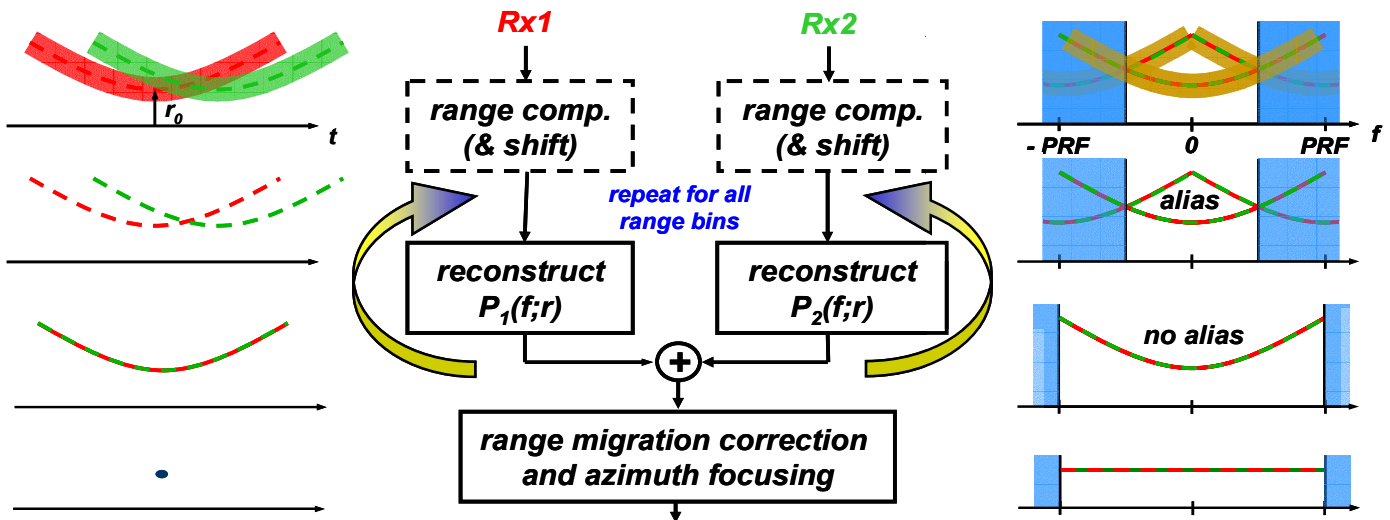 Rx1
Rx2
range comp.
(& shift)
range comp.
(& shift)
r0
t
- PRF
0
PRF
f
repeat for all
range bins
alias
reconstruct
P1(f;r)
reconstruct
P2(f;r)
+
no alias
range migration correction
and azimuth focusing